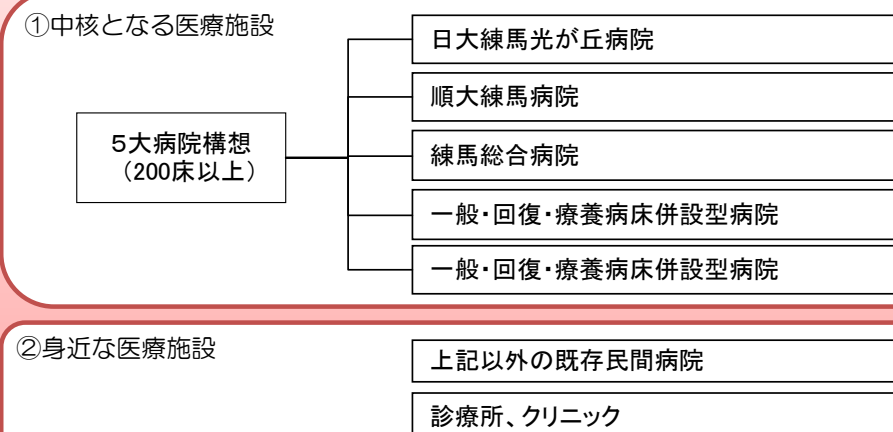 ①中核となる医療施設
日大練馬光が丘病院
順大練馬病院
5大病院構想
(200床以上)
練馬総合病院
一般・回復・療養病床併設型病院
一般・回復・療養病床併設型病院
②身近な医療施設
上記以外の既存民間病院
診療所、クリニック